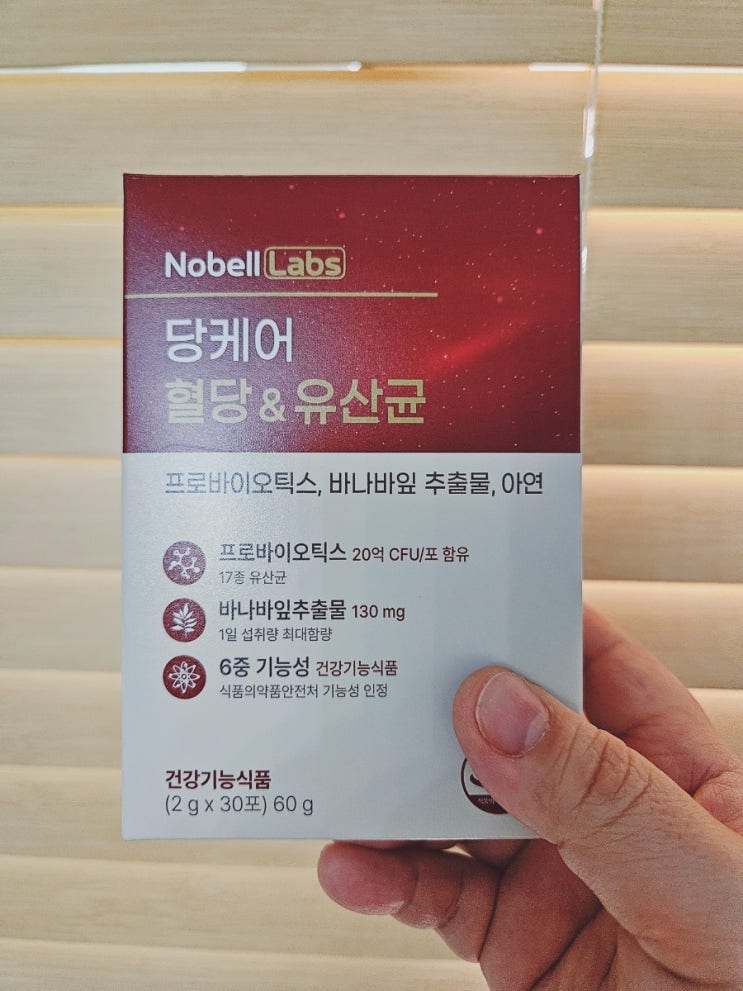 Nobell Labs
당케어
혈당 & 유산균
프로바이오틱스, 바나바잎 추출물, 아연
프로바이오틱스 20억 CFU/포 함유
17종 유산균
바나바잎추출물 130 mg
1일 섭취량 최대함량
6중 기능성 건강기능식품
식품의약품안전처 기능성 인정
건강기능식품
(2 g x 30포) 60 g